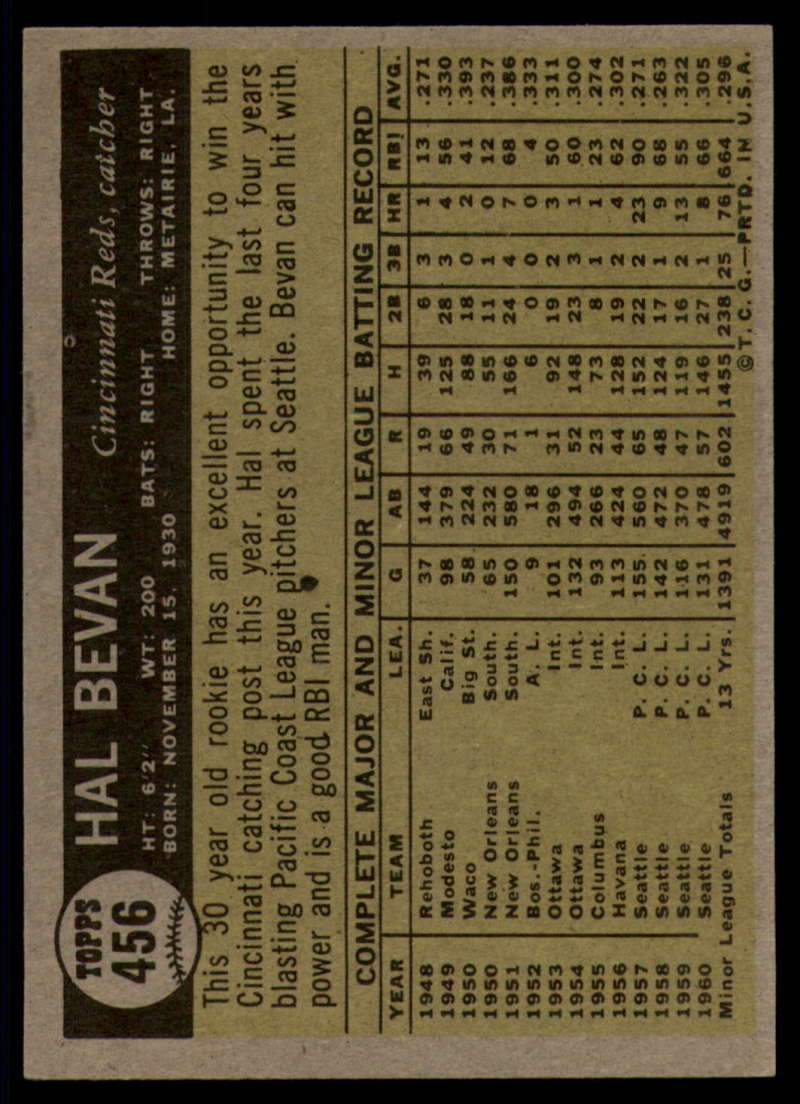 TOPPS
456
HAL BEVAN Cincinnati Reds, catcher
HT: 6'2" WT: 200 BATS: RIGHT THROWS: RIGHT
BORN: NOVEMBER 15, 1930 HOME: METAIRIE, LA.
This 30 year old rookie has an excellent opportunity to win the
Cincinnati catching post this year. Hal spent the last four years
blasting Pacific Coast League pitchers at Seattle. Bevan can hit with
power and is a good RBI man.
COMPLETE MAJOR AND MINOR LEAGUE BATTING RECORD
YEAR TEAM LEA. G AB R H 2B 3B HR RBI AVG.
1948 Rehoboth East Sh. 37 144 19 39 6 3 1 13 .271
1949 Modesto Calif. 98 379 66 125 28 3 4 56 .330
1950 Waco Big St. 58 224 49 88 18 0 2 41 .393
1950 New Orleans South. 65 232 30 55 11 1 0 12 .237
1951 New Orleans South. 150 580 71 166 24 4 7 68 .386
1952 Bos.-Phil. A. L. 9 18 1 6 0 0 0 4 .333
1953 Ottawa Int. 101 296 31 92 19 2 3 50 .311
1954 Ottawa Int. 132 494 52 148 23 3 1 60 .300
1955 Columbus Int. 93 266 23 73 8 1 1 23 .274
1956 Havana Int. 113 424 44 128 19 2 4 62 .302
1957 Seattle P. C. L. 155 560 65 152 22 2 23 90 .271
1958 Seattle P. C. L. 142 472 48 124 17 1 9 68 .263
1959 Seattle P. C. L. 116 370 47 119 16 2 13 55 .322
1960 Seattle P. C. L. 131 478 57 146 27 1 8 66 .305
Minor League Totals 13 Yrs. 1391 4919 602 1455 238 25 76 664 .296
© T. C. G.—PRTD. IN U.S.A.